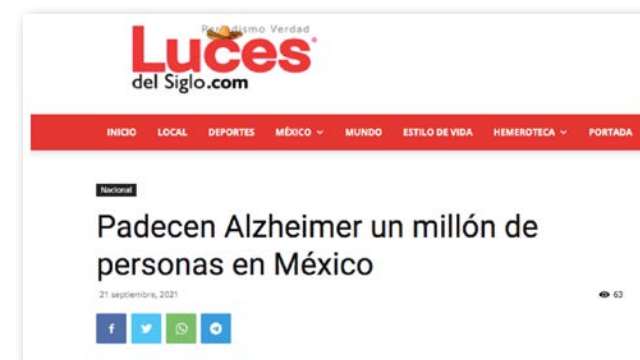 Periodismo Verdad
Luces
del Siglo.com
INICIO LOCAL DEPORTES MÉXICO MUNDO ESTILO DE VIDA HEMEROTECA PORTADA
Nacional
Padecen Alzheimer un millón de
personas en México
21 septiembre, 2021
63